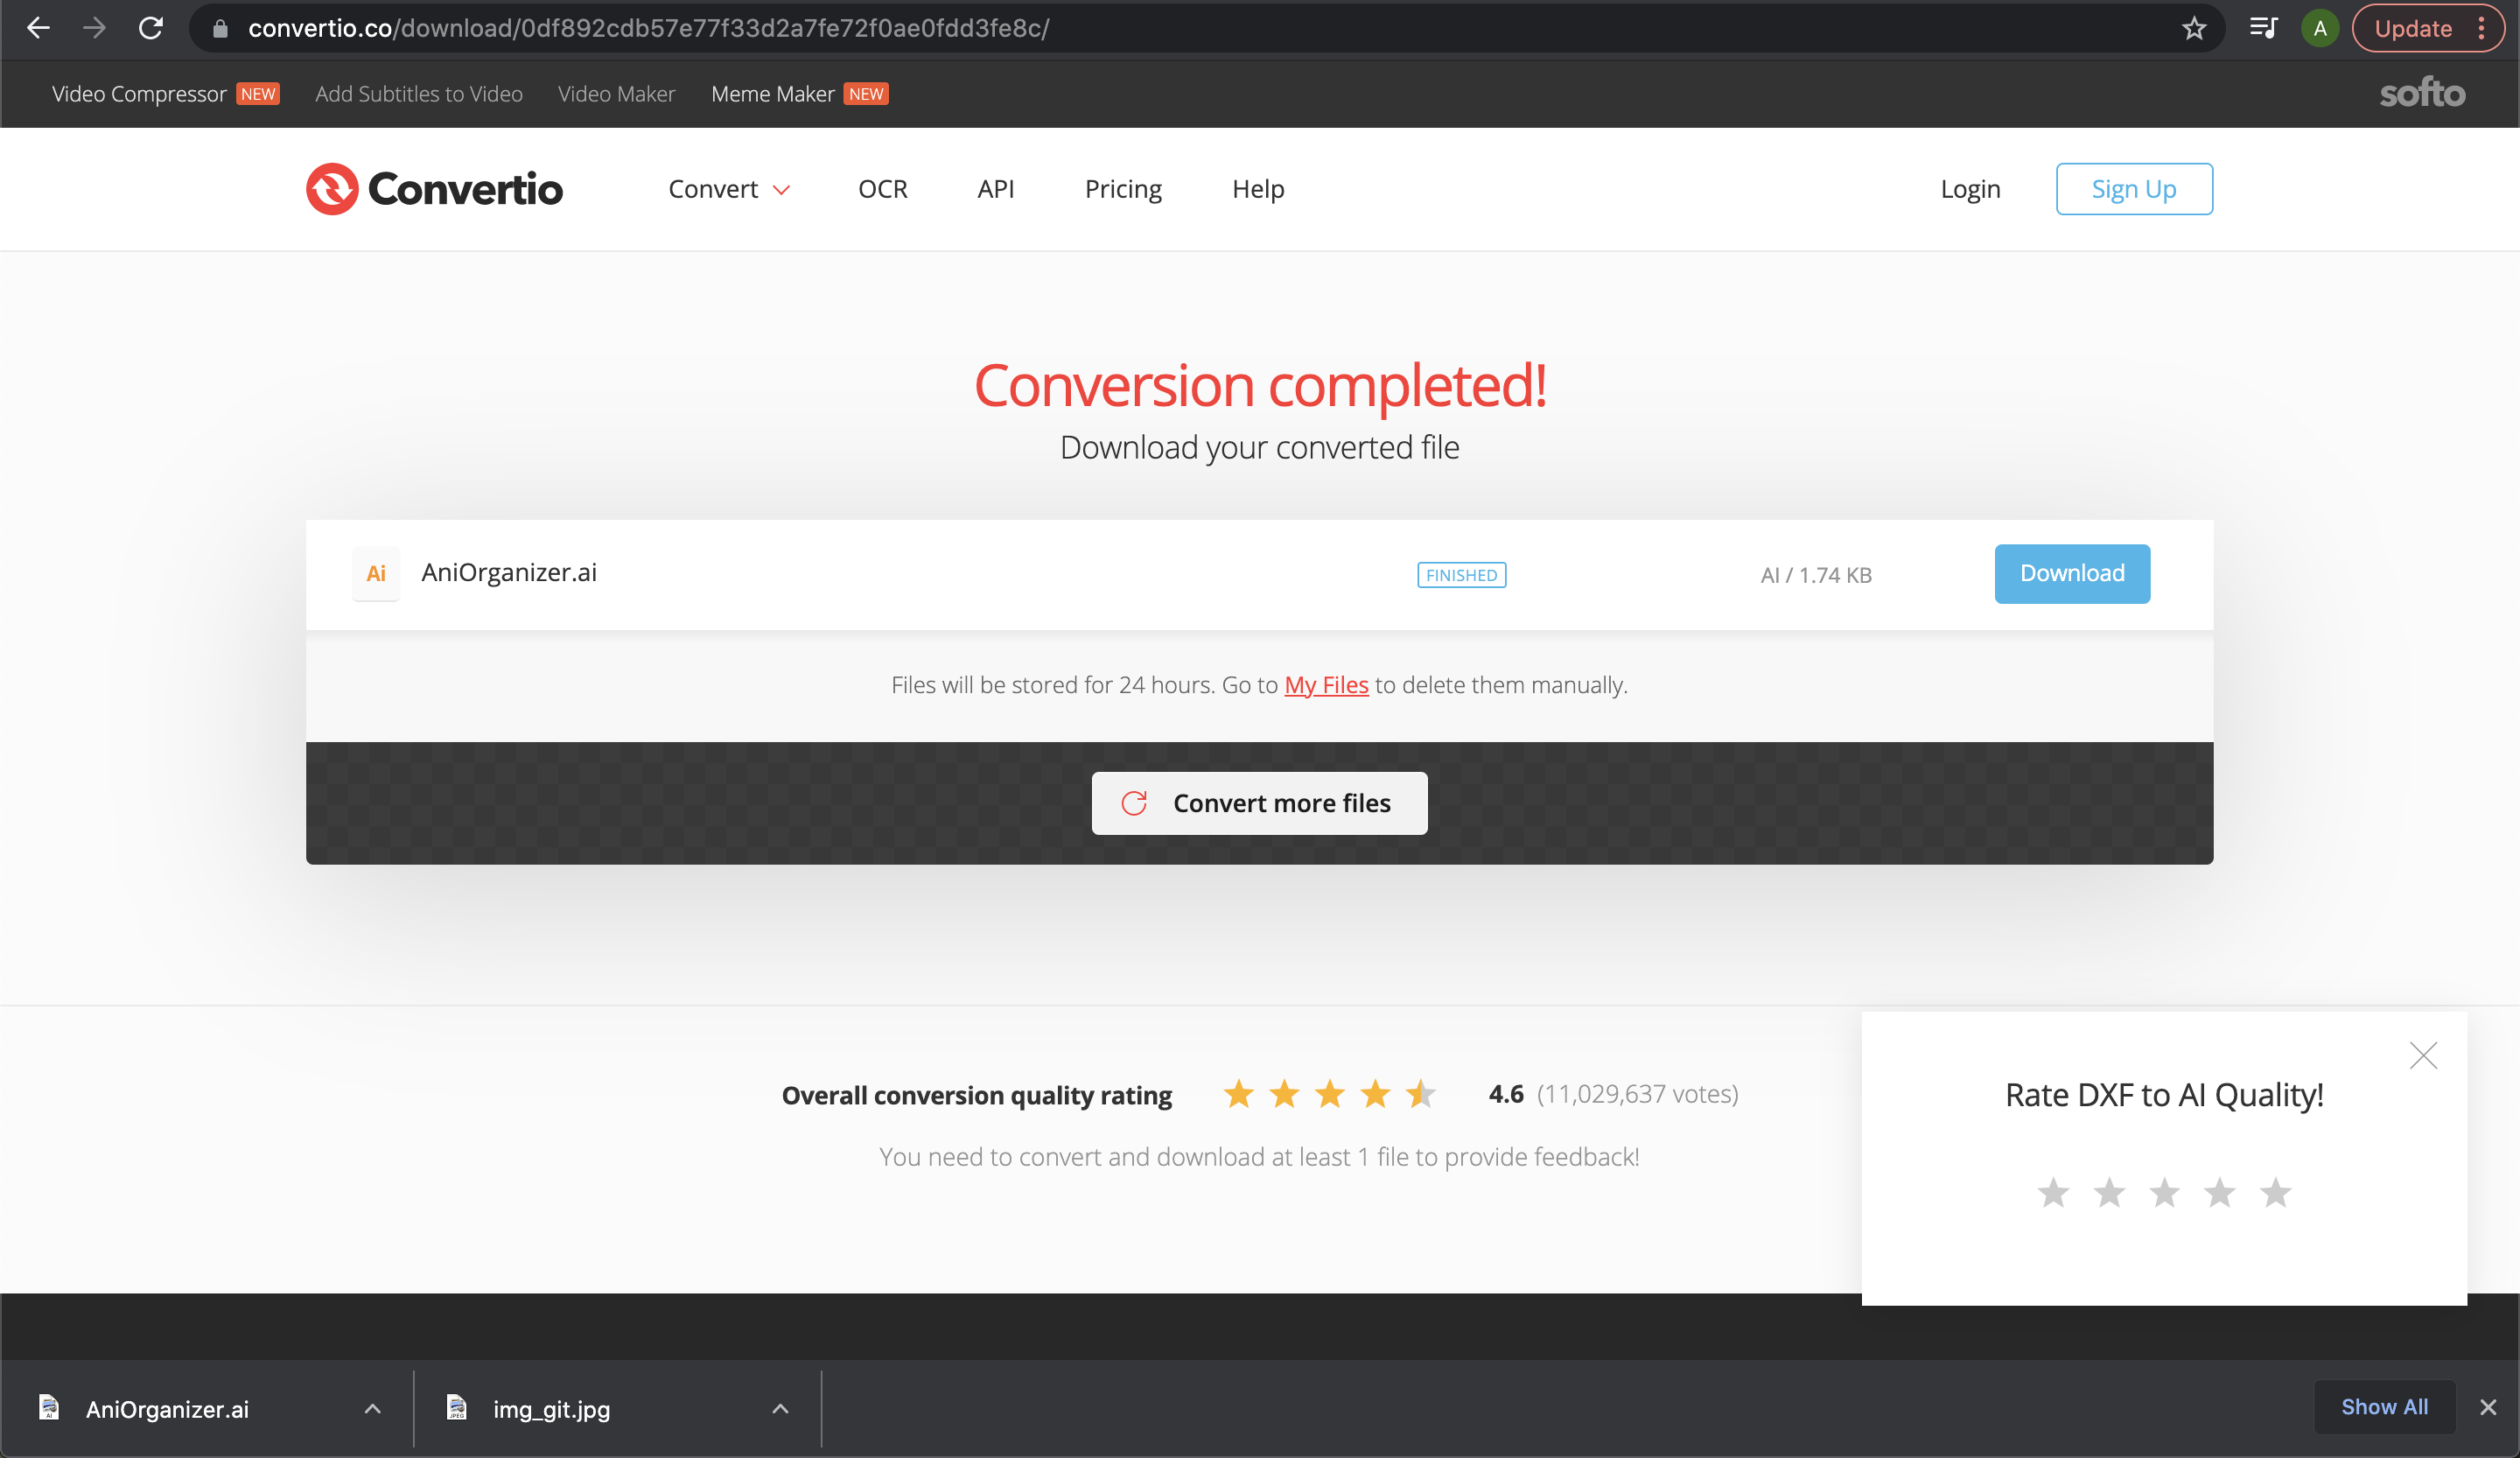 convertio.co/download/0df892cdb57e77f33d2a7fe72f0ae0fdd3fe8c/
A
Update
Video Compressor NEW Add Subtitles to Video Video Maker Meme Maker NEW softo
Convertio Convert OCR API Pricing Help Login Sign Up
Conversion completed!
Download your converted file
Ai AniOrganizer.ai FINISHED AI / 1.74 KB Download
Files will be stored for 24 hours. Go to My Files to delete them manually.
Convert more files
Overall conversion quality rating 4.6 (11,029,637 votes)
You need to convert and download at least 1 file to provide feedback!
Rate DXF to AI Quality!
AI AniOrganizer.ai JPEG img_git.jpg Show All